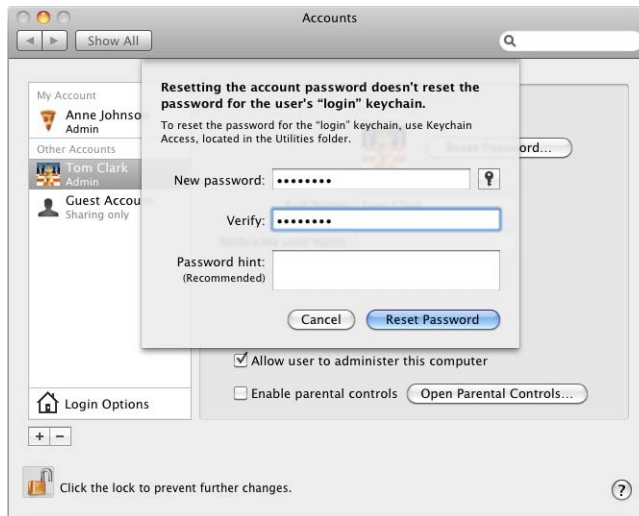 Accounts
Show All
My Account
Anne Johnso
Admin
Other Accounts
Tom Clark
Admin
Guest Accou
Sharing only
Login Options
Resetting the account password doesn't reset the
password for the user's “login” keychain.
To reset the password for the “login” keychain, use Keychain
Access, located in the Utilities folder.
Reset Password...
New password: ••••••••
Verify: ••••••••
Password hint:
(Recommended)
Cancel
Reset Password
Allow user to administer this computer
Enable parental controls
Open Parental Controls...
+ −
Click the lock to prevent further changes.
?